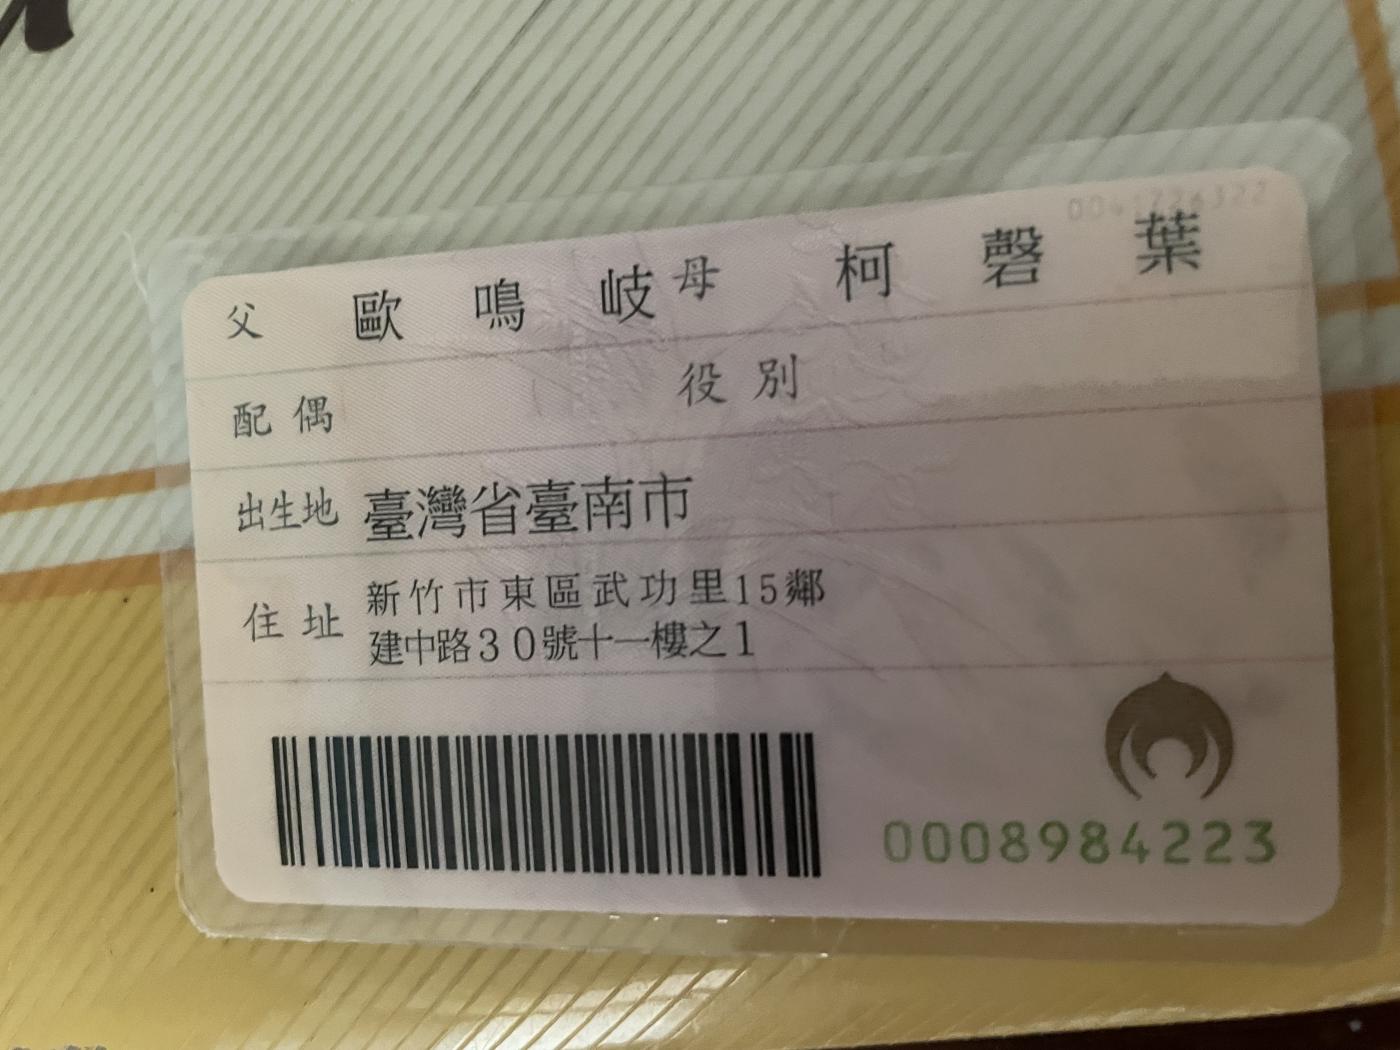 父 歐鳴岐 母 柯磬葉
配偶 役別
出生地 臺灣省臺南市
住址 新竹市東區武功里15鄰
建中路30號十一樓之1
0008984223